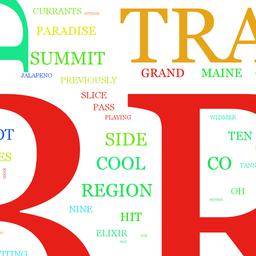 CURRANTS
TRA
PARADISE
SUMMIT
JALAPENO
GRAND MAINE
PREVIOUSLY
SLICE
PASS
PLAYING
WIDMER
OT
SIDE
TEN
ES
COOL
CO
TANN
REGION
OH
NINE
HIT
ELIXIR
TTING
R R